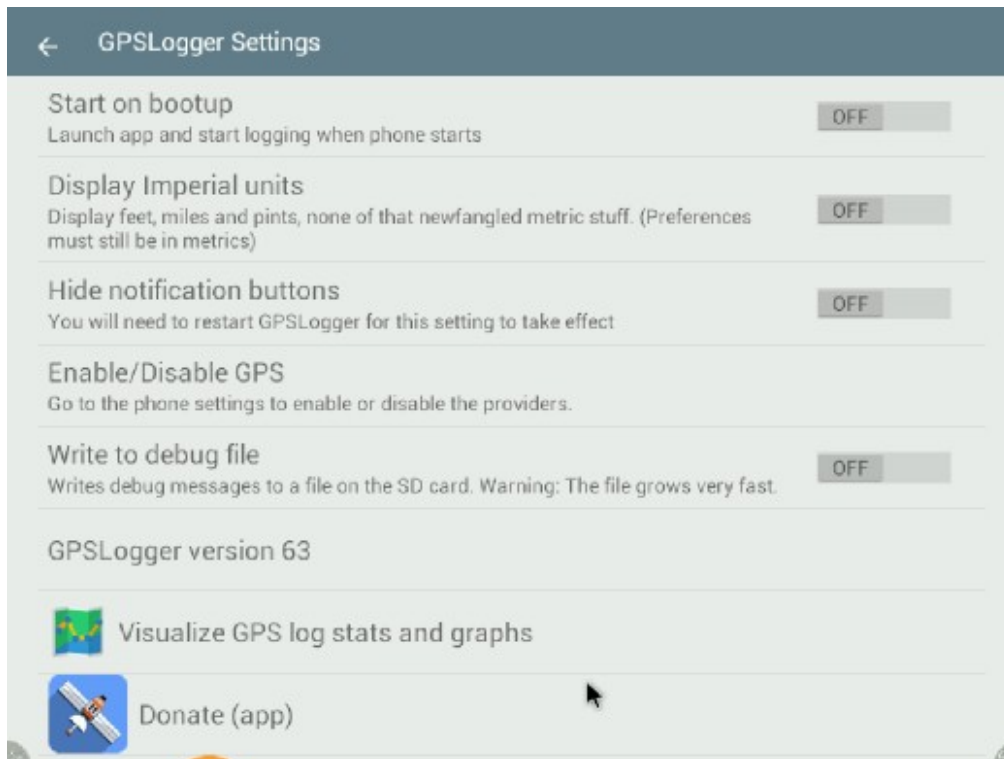 GPSLogger Settings
Start on bootup
Launch app and start logging when phone starts
OFF
Display Imperial units
Display feet, miles and pints, none of that newfangled metric stuff. (Preferences
must still be in metrics)
OFF
Hide notification buttons
You will need to restart GPSLogger for this setting to take effect
OFF
Enable/Disable GPS
Go to the phone settings to enable or disable the providers.
Write to debug file
Writes debug messages to a file on the SD card. Warning: The file grows very fast.
OFF
GPSLogger version 63
Visualize GPS log stats and graphs
Donate (app)